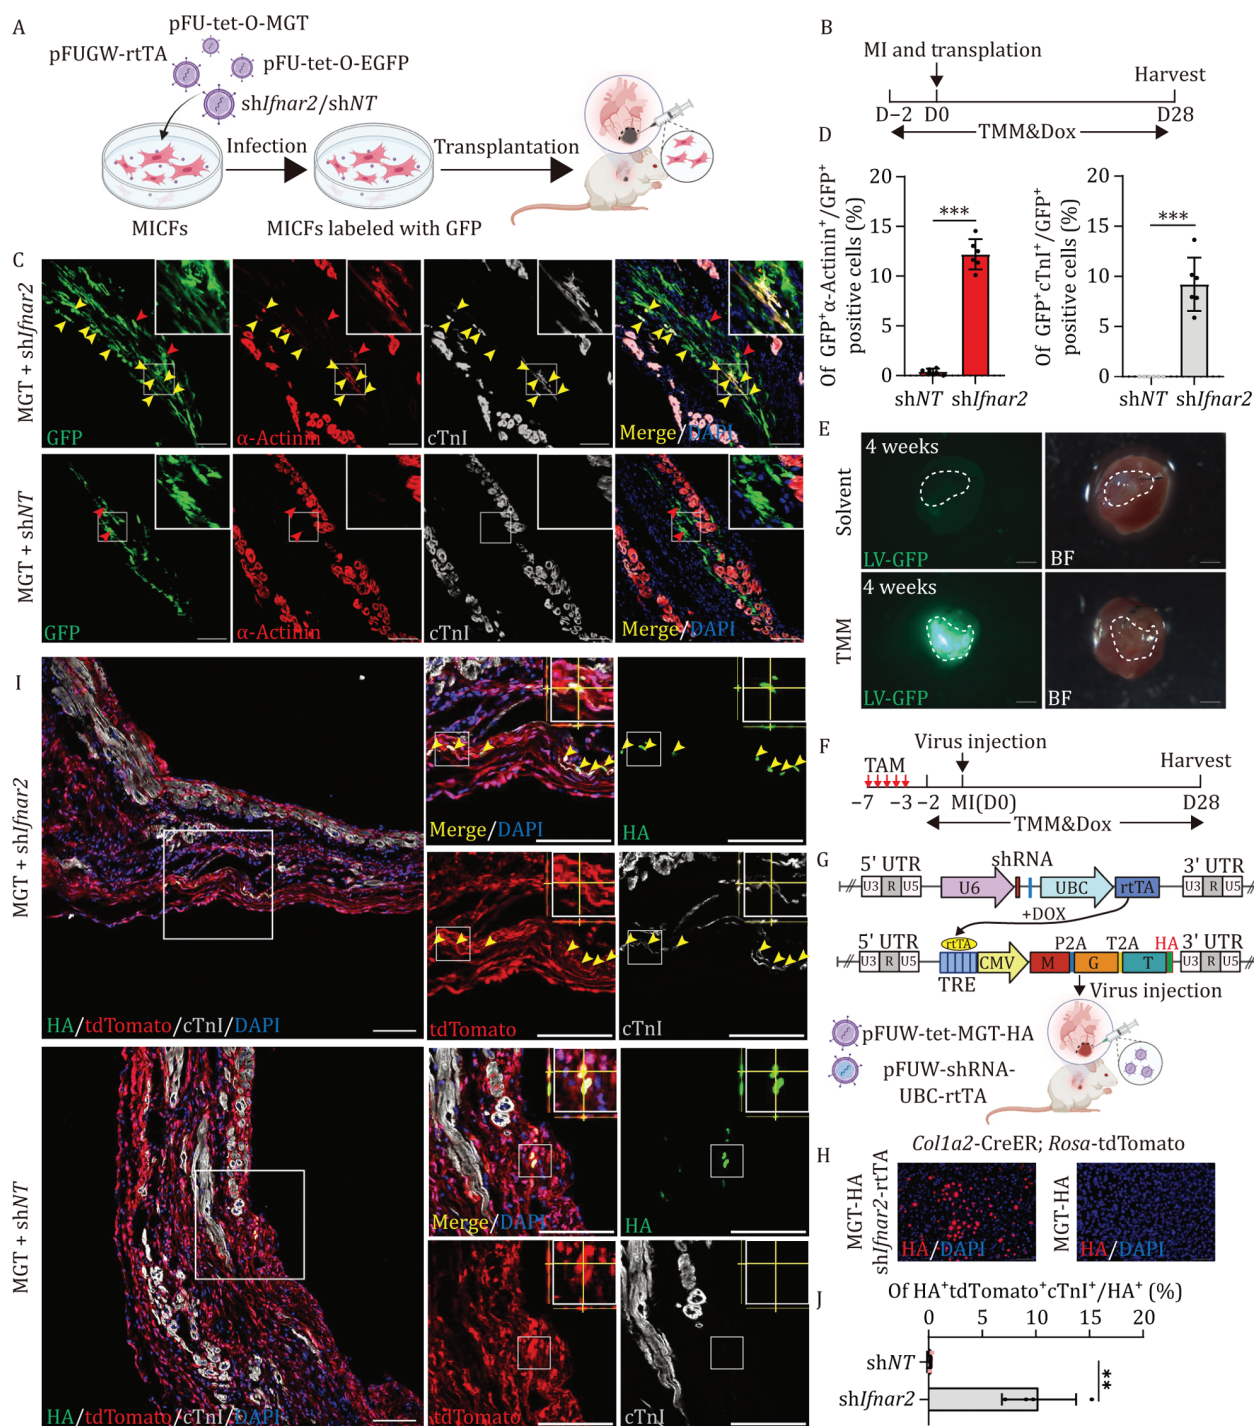 A
pFU-tet-O-MGT
pFUGW-rtTA
pFU-tet-O-EGFP
shIfnar2/shNT
Infection
Transplantation
MICFs
MICFs labeled with GFP
B
MI and transplation
Harvest
D−2 D0
D28
TMM&Dox
C
MGT + shIfnar2
GFP
α-Actinin
cTnI
Merge/DAPI
MGT + shNT
GFP
α-Actinin
cTnI
Merge/DAPI
D
Of GFP⁺α-Actinin⁺/GFP⁺
positive cells (%)
20
15
10
5
0
***
shNT shIfnar2
Of GFP⁺cTnI⁺/GFP⁺
positive cells (%)
20
15
10
5
0
***
shNT shIfnar2
E
Solvent
4 weeks
LV-GFP
BF
TMM
4 weeks
LV-GFP
BF
F
Virus injection
TAM
Harvest
−7 −3 −2 MI(D0)
D28
TMM&Dox
G
5' UTR
shRNA
3' UTR
U3 R U5
U6
UBC
rtTA
U3 R U5
+DOX
5' UTR
rtTA
P2A
T2A
HA
3' UTR
U3 R U5
CMV
M
G
T
U3 R U5
TRE
Virus injection
pFUW-tet-MGT-HA
pFUW-shRNA-
UBC-rtTA
Col1a2-CreER; Rosa-tdTomato
H
MGT-HA
shIfnar2-rtTA
HA/DAPI
MGT-HA
HA/DAPI
I
MGT + shIfnar2
HA/tdTomato/cTnI/DAPI
Merge/DAPI
HA
tdTomato
cTnI
MGT + shNT
HA/tdTomato/cTnI/DAPI
Merge/DAPI
HA
tdTomato
cTnI
J
Of HA⁺tdTomato⁺cTnI⁺/HA⁺ (%)
0 5 10 15 20
shNT
shIfnar2
**